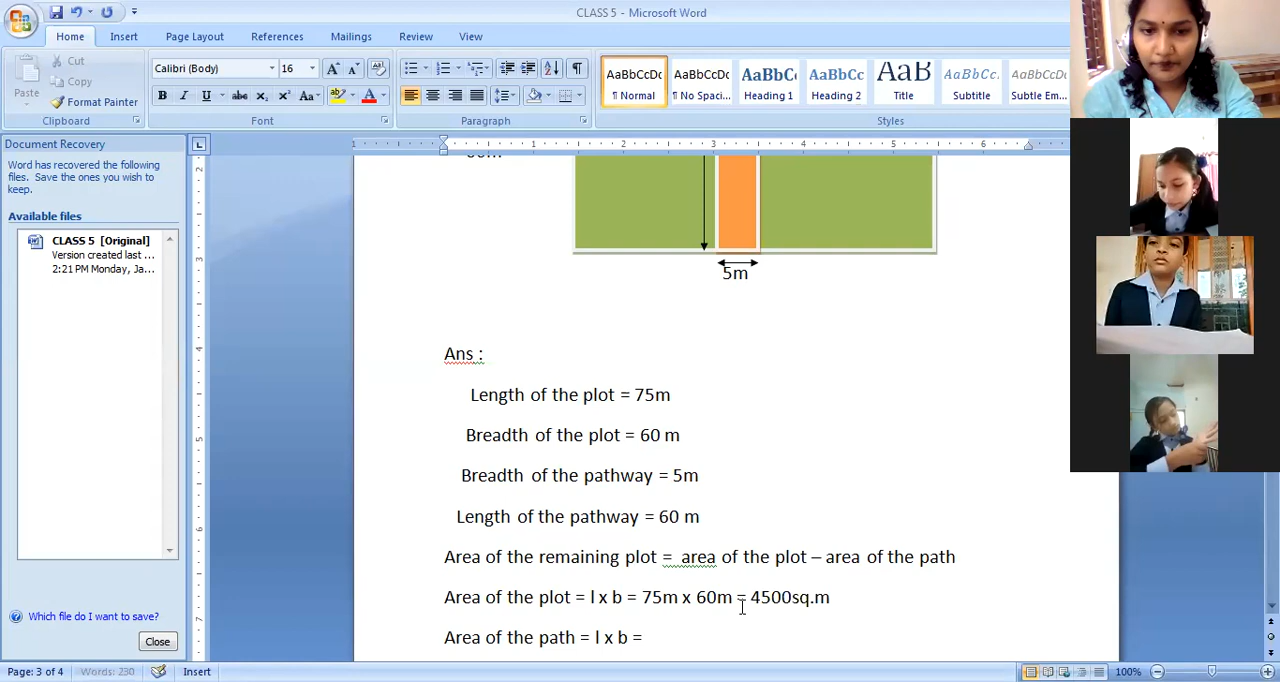 CLASS 5 - Microsoft Word
Home Insert Page Layout References Mailings Review View
Paste
Cut
Copy
Format Painter
Clipboard
Calibri (Body) 16
Font
Paragraph
AaBbCcDc
¶ Normal
AaBbCcDc
¶ No Spaci...
AaBbC
Heading 1
AaBbCc
Heading 2
AaB
Title
AaBbCc.
Subtitle
AaBbCcD
Subtle Em...
Styles
Document Recovery
Word has recovered the following files. Save the ones you wish to keep.
Available files
CLASS 5 [Original]
Version created last ...
2:21 PM Monday, Ja...
Which file do I want to save?
Close
5m
Ans :
Length of the plot = 75m
Breadth of the plot = 60 m
Breadth of the pathway = 5m
Length of the pathway = 60 m
Area of the remaining plot = area of the plot – area of the path
Area of the plot = l x b = 75m x 60m = 4500sq.m
Area of the path = l x b =
Page: 3 of 4 Words: 230 Insert 100%